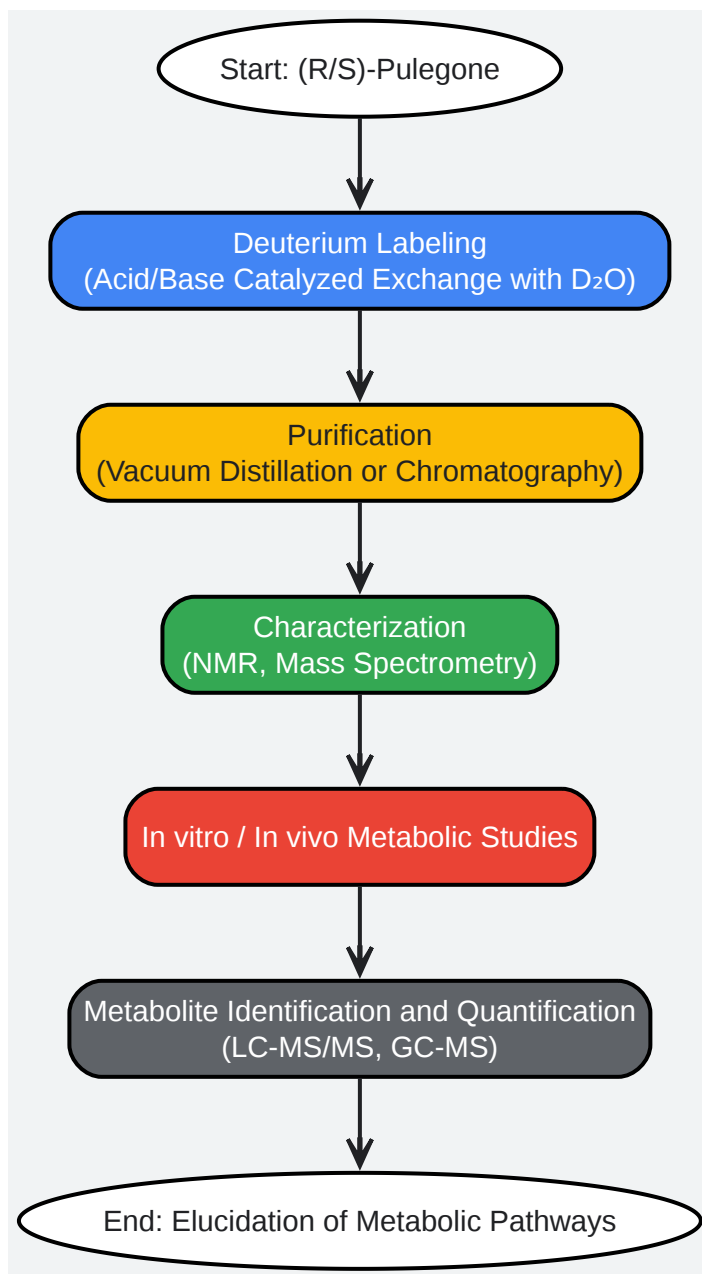 Start: (R/S)-Pulegone
Deuterium Labeling
(Acid/Base Catalyzed Exchange with D₂O)
Purification
(Vacuum Distillation or Chromatography)
Characterization
(NMR, Mass Spectrometry)
In vitro / In vivo Metabolic Studies
Metabolite Identification and Quantification
(LC-MS/MS, GC-MS)
End: Elucidation of Metabolic Pathways